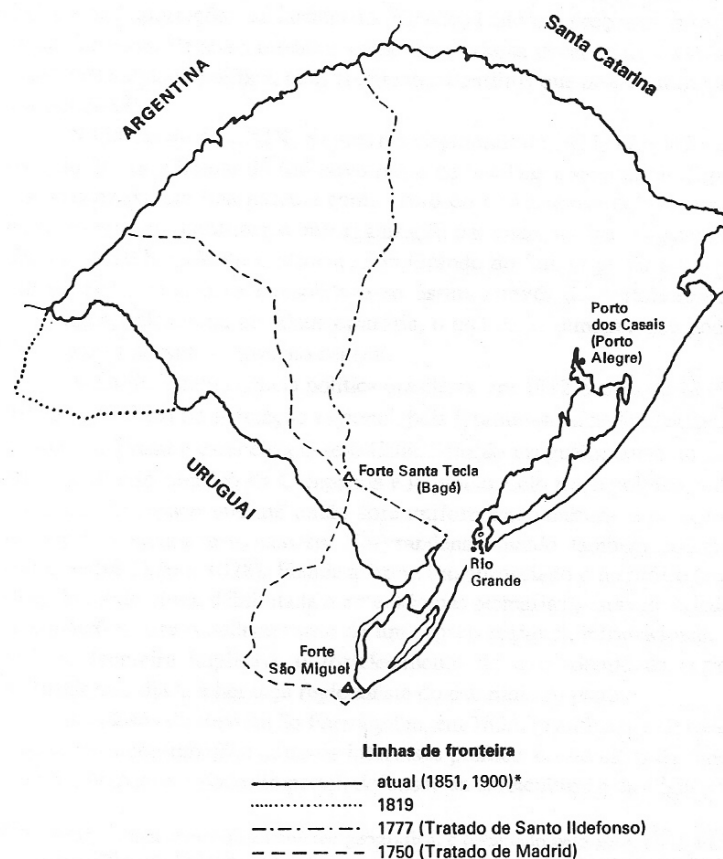 ARGENTINA
Santa Catarina
Porto
dos Casais
(Porto
Alegre)
URUGUAI
Forte Santa Tecla
(Bagé)
Rio
Grande
Forte
São Miguel
Linhas de fronteira
atual (1851, 1900)*
1819
1777 (Tratado de Santo Ildefonso)
1750 (Tratado de Madrid)